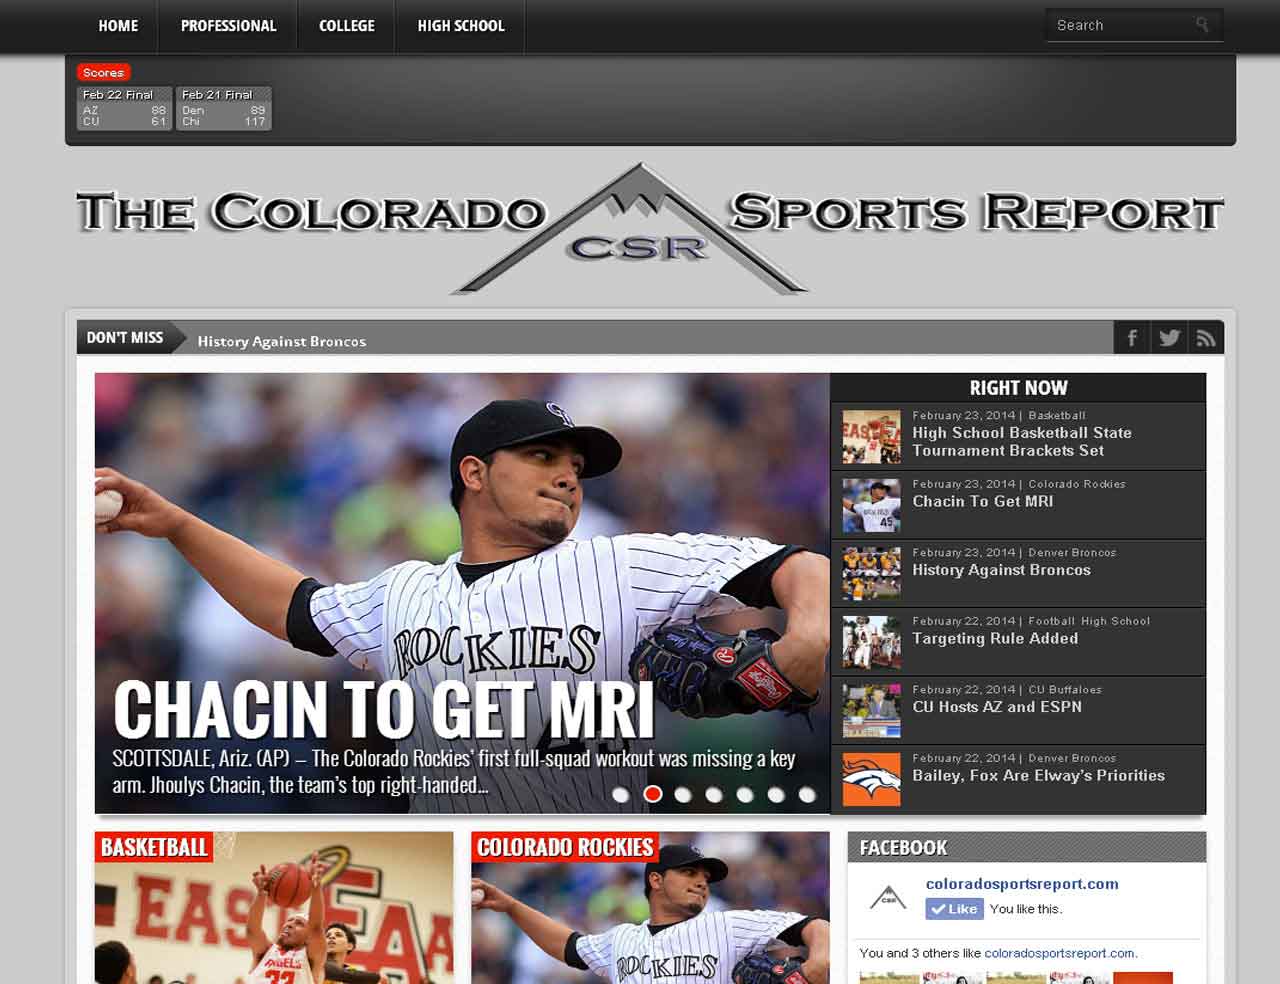 HOME PROFESSIONAL COLLEGE HIGH SCHOOL Search
Scores
Feb 22 Final
AZ 88
CU 61
Feb 21 Final
Den 89
Chi 117
THE COLORADO SPORTS REPORT
CSR
DON'T MISS History Against Broncos
ROCKIES
CHACIN TO GET MRI
SCOTTSDALE, Ariz. (AP) – The Colorado Rockies’ first full-squad workout was missing a key
arm. Jhoulys Chacin, the team’s top right-handed...
RIGHT NOW
February 23, 2014 | Basketball
High School Basketball State
Tournament Brackets Set
February 23, 2014 | Colorado Rockies
Chacin To Get MRI
45
February 23, 2014 | Denver Broncos
History Against Broncos
February 22, 2014 | Football High School
Targeting Rule Added
February 22, 2014 | CU Buffaloes
CU Hosts AZ and ESPN
February 22, 2014 | Denver Broncos
Bailey, Fox Are Elway’s Priorities
BASKETBALL
COLORADO ROCKIES
ROCKIES
FACEBOOK
CSR
coloradosportsreport.com
Like You like this.
You and 3 others like coloradosportsreport.com.